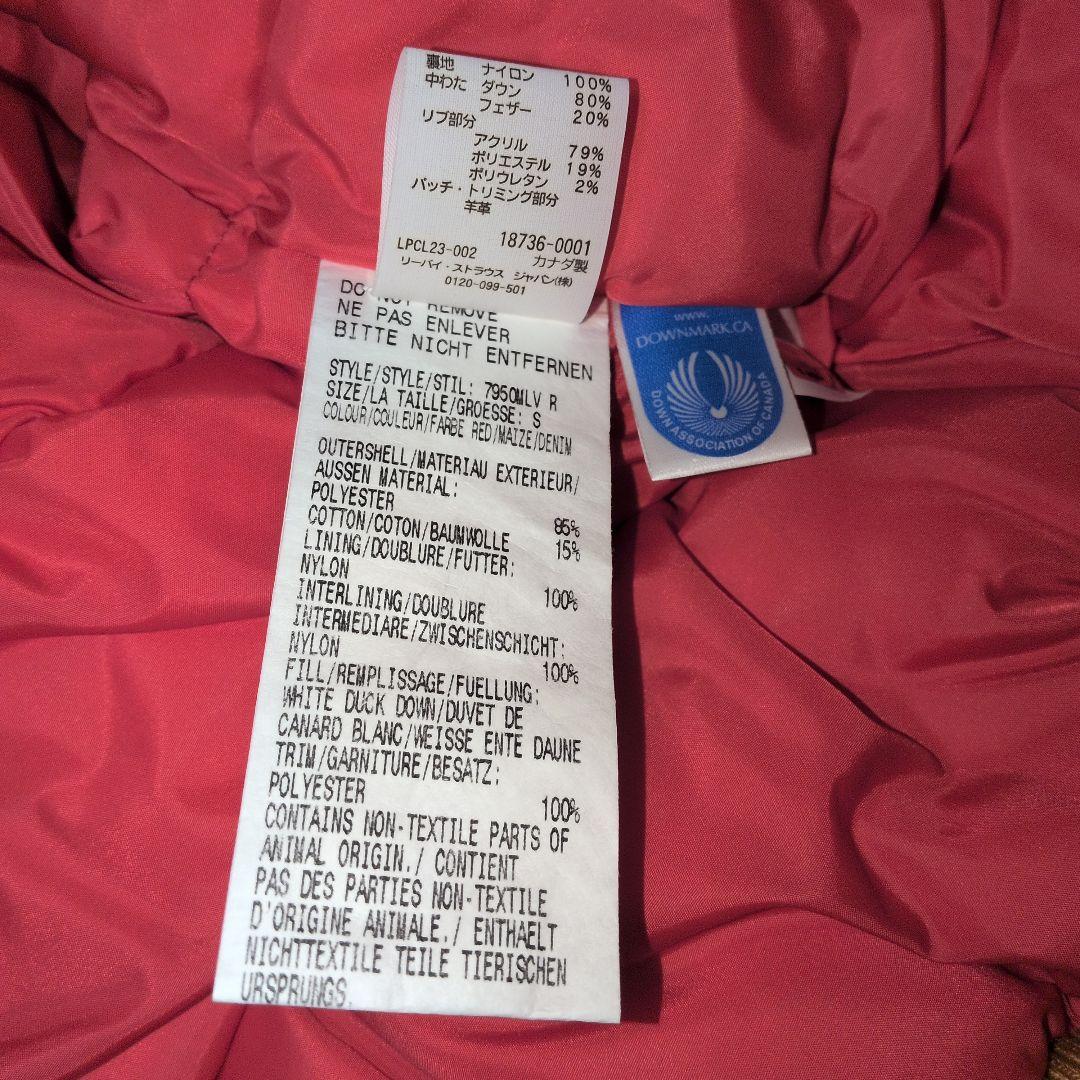 裏地 ナイロン 100%
中わた ダウン 80%
フェザー 20%
リブ部分
アクリル 79%
ポリエステル 19%
ポリウレタン 2%
パッチ・トリミング部分
羊革
LPCL23-002 18736-0001
カナダ製
リーバイ・ストラウス ジャパン(株)
0120-099-501
DO NOT REMOVE
NE PAS ENLEVER
BITTE NICHT ENTFERNEN
STYLE/STYLE/STIL: 7950MLV R
SIZE/LA TAILLE/GROESSE: S
COLOUR/COULEUR/FARBE RED/MAIZE/DENIM
OUTERSHELL/MATERIAU EXTERIEUR/
AUSSEN MATERIAL:
POLYESTER 85%
COTTON/COTON/BAUMWOLLE 15%
LINING/DOUBLURE/FUTTER:
NYLON 100%
INTERLINING/DOUBLURE
INTERMEDIARE/ZWISCHENSCHICHT:
NYLON 100%
FILL/REMPLISSAGE/FUELLUNG:
WHITE DUCK DOWN/DUVET DE
CANARD BLANC/WEISSE ENTE DAUNE
TRIM/GARNITURE/BESATZ:
POLYESTER 100%
CONTAINS NON-TEXTILE PARTS OF
ANIMAL ORIGIN./ CONTIENT
PAS DES PARTIES NON-TEXTILE
D'ORIGINE ANIMALE./ ENTHAELT
NICHTTEXTILE TEILE TIERISCHEN
URSPRUNGS.
WWW.
DOWNMARK.CA
DOWN ASSOCIATION OF CANADA